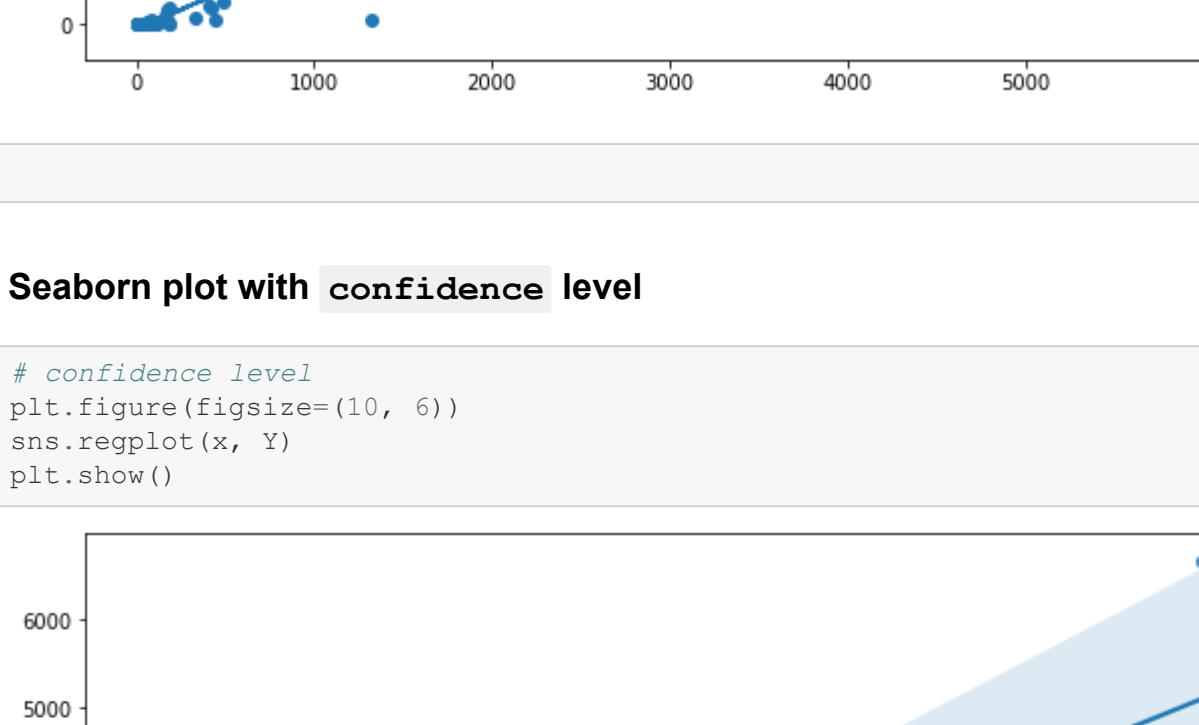 0
0 1000 2000 3000 4000 5000
Seaborn plot with confidence level
# confidence level
plt.figure(figsize=(10, 6))
sns.regplot(x, Y)
plt.show()
6000
5000